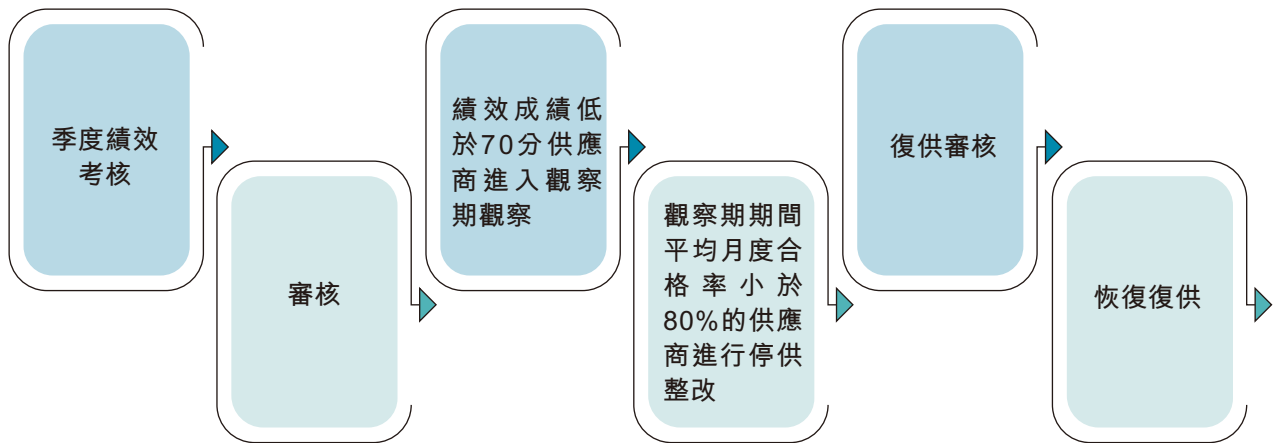 季度績效
考核
審核
績效成績低
於70分供應
商進入觀察
期觀察
觀察期期間
平均月度合
格率小於
80%的供應
商進行停供
整改
復供審核
恢復復供